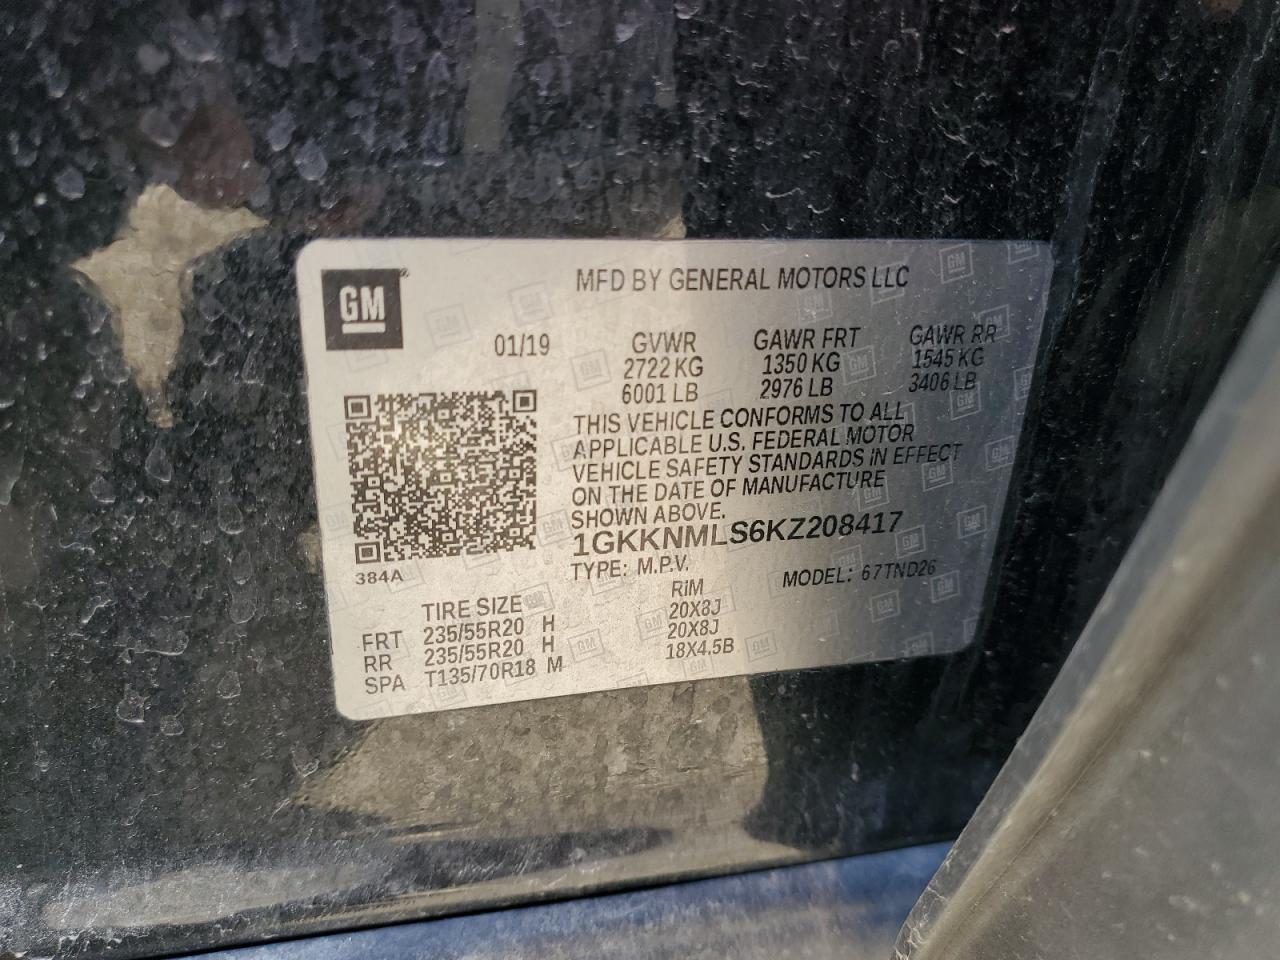 GM
MFD BY GENERAL MOTORS LLC
01/19 GVWR GAWR FRT GAWR RR
2722 KG 1350 KG 1545 KG
6001 LB 2976 LB 3406 LB
THIS VEHICLE CONFORMS TO ALL
APPLICABLE U.S. FEDERAL MOTOR
VEHICLE SAFETY STANDARDS IN EFFECT
ON THE DATE OF MANUFACTURE
SHOWN ABOVE.
1GKKNMLS6KZ208417
TYPE: M.P.V. MODEL: 67TND26
384A
TIRE SIZE RIM
FRT 235/55R20 H 20X8J
RR 235/55R20 H 20X8J
SPA T135/70R18 M 18X4.5B